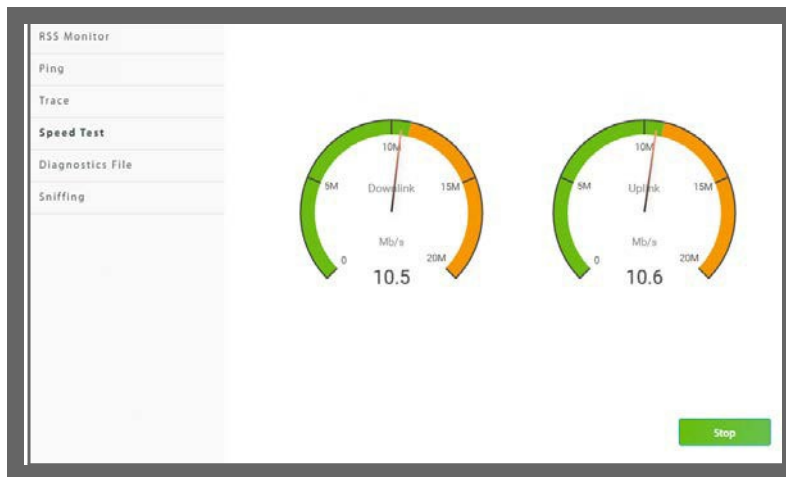 RSS Monitor
Ping
Trace
Speed Test
Diagnostics File
Sniffing
10M
5M
Downlink
15M
Mb/s
0
20M
10.5
10M
5M
Uplink
15M
Mb/s
0
20M
10.6
Stop